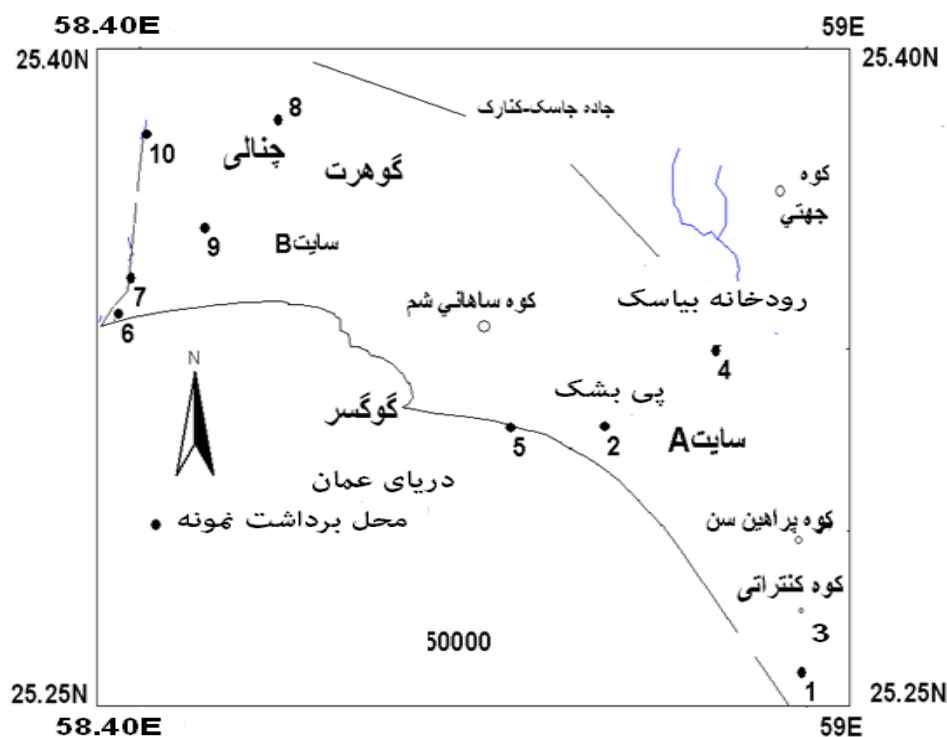 58.40E
59E
25.40N
25.40N
جاده جاسک-کنارک
8
10
چنالی
گوهرت
کوه
جهتي
9
سایتB
7
6
کوه ساهاني شم
رودخانه بیاسک
4
N
پی بشک
گوگسر
5
2
سایتA
دریای عمان
محل برداشت نمونه
کوه پراهین سن
کوه کنتراتی
3
50000
1
25.25N
25.25N
58.40E
59E